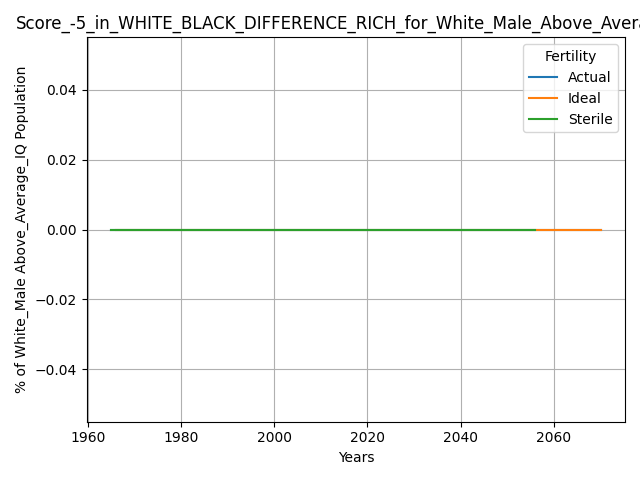 Score_-5_in_WHITE_BLACK_DIFFERENCE_RICH_for_White_Male_Above_Avera
Fertility
Actual
Ideal
Sterile
% of White_Male Above_Average_IQ Population
0.04
0.02
0.00
−0.02
−0.04
1960 1980 2000 2020 2040 2060
Years